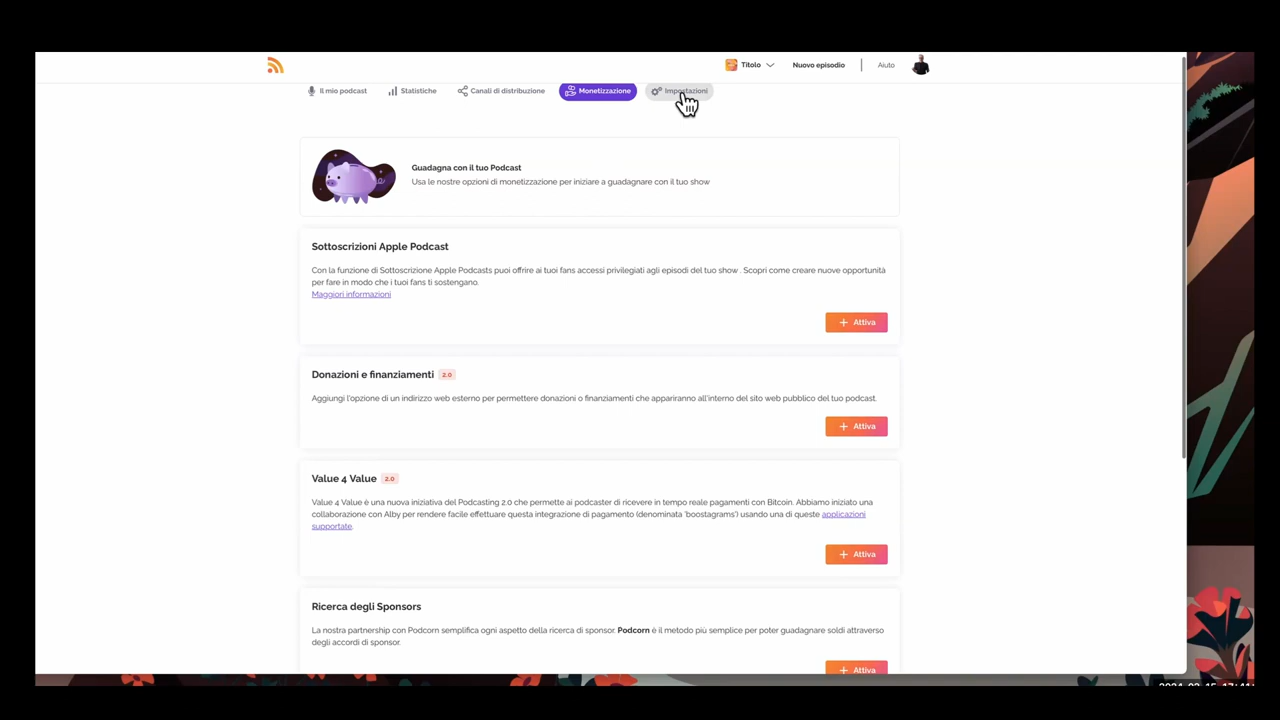 Titolo
Nuovo episodio
Aiuto
Il mio podcast
Statistiche
Canali di distribuzione
Monetizzazione
Impostazioni
Guadagna con il tuo Podcast
Usa le nostre opzioni di monetizzazione per iniziare a guadagnare con il tuo show
Sottoscrizioni Apple Podcast
Con la funzione di Sottoscrizione Apple Podcasts puoi offrire ai tuoi fans accessi privilegiati agli episodi del tuo show . Scopri come creare nuove opportunità
per fare in modo che i tuoi fans ti sostengano.
Maggiori informazioni
+ Attiva
Donazioni e finanziamenti 2.0
Aggiungi l'opzione di un indirizzo web esterno per permettere donazioni o finanziamenti che appariranno all'interno del sito web pubblico del tuo podcast.
+ Attiva
Value 4 Value 2.0
Value 4 Value è una nuova iniziativa del Podcasting 2.0 che permette ai podcaster di ricevere in tempo reale pagamenti con Bitcoin. Abbiamo iniziato una
collaborazione con Alby per rendere facile effettuare questa integrazione di pagamento (denominata 'boostagrams') usando una di queste applicazioni
supportate.
+ Attiva
Ricerca degli Sponsors
La nostra partnership con Podcorn semplifica ogni aspetto della ricerca di sponsor. Podcorn è il metodo più semplice per poter guadagnare soldi attraverso
degli accordi di sponsor.
+ Attiva